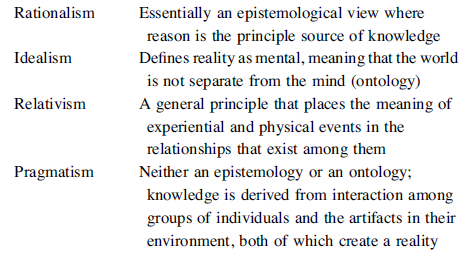 Rationalism Essentially an epistemological view where
reason is the principle source of knowledge
Idealism Defines reality as mental, meaning that the world
is not separate from the mind (ontology)
Relativism A general principle that places the meaning of
experiential and physical events in the
relationships that exist among them
Pragmatism Neither an epistemology or an ontology;
knowledge is derived from interaction among
groups of individuals and the artifacts in their
environment, both of which create a reality